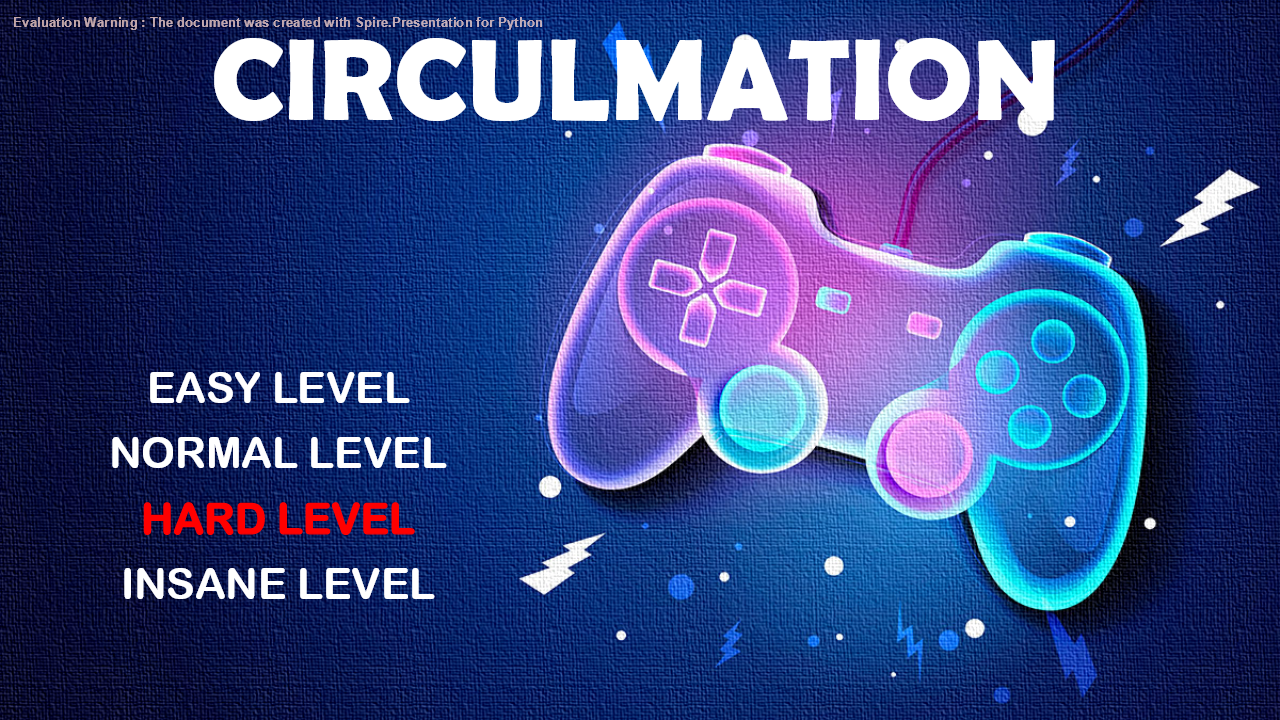 Evaluation Warning : The document was created with Spire.Presentation for Python
CIRCULMATION
EASY LEVEL
NORMAL LEVEL
HARD LEVEL
INSANE LEVEL